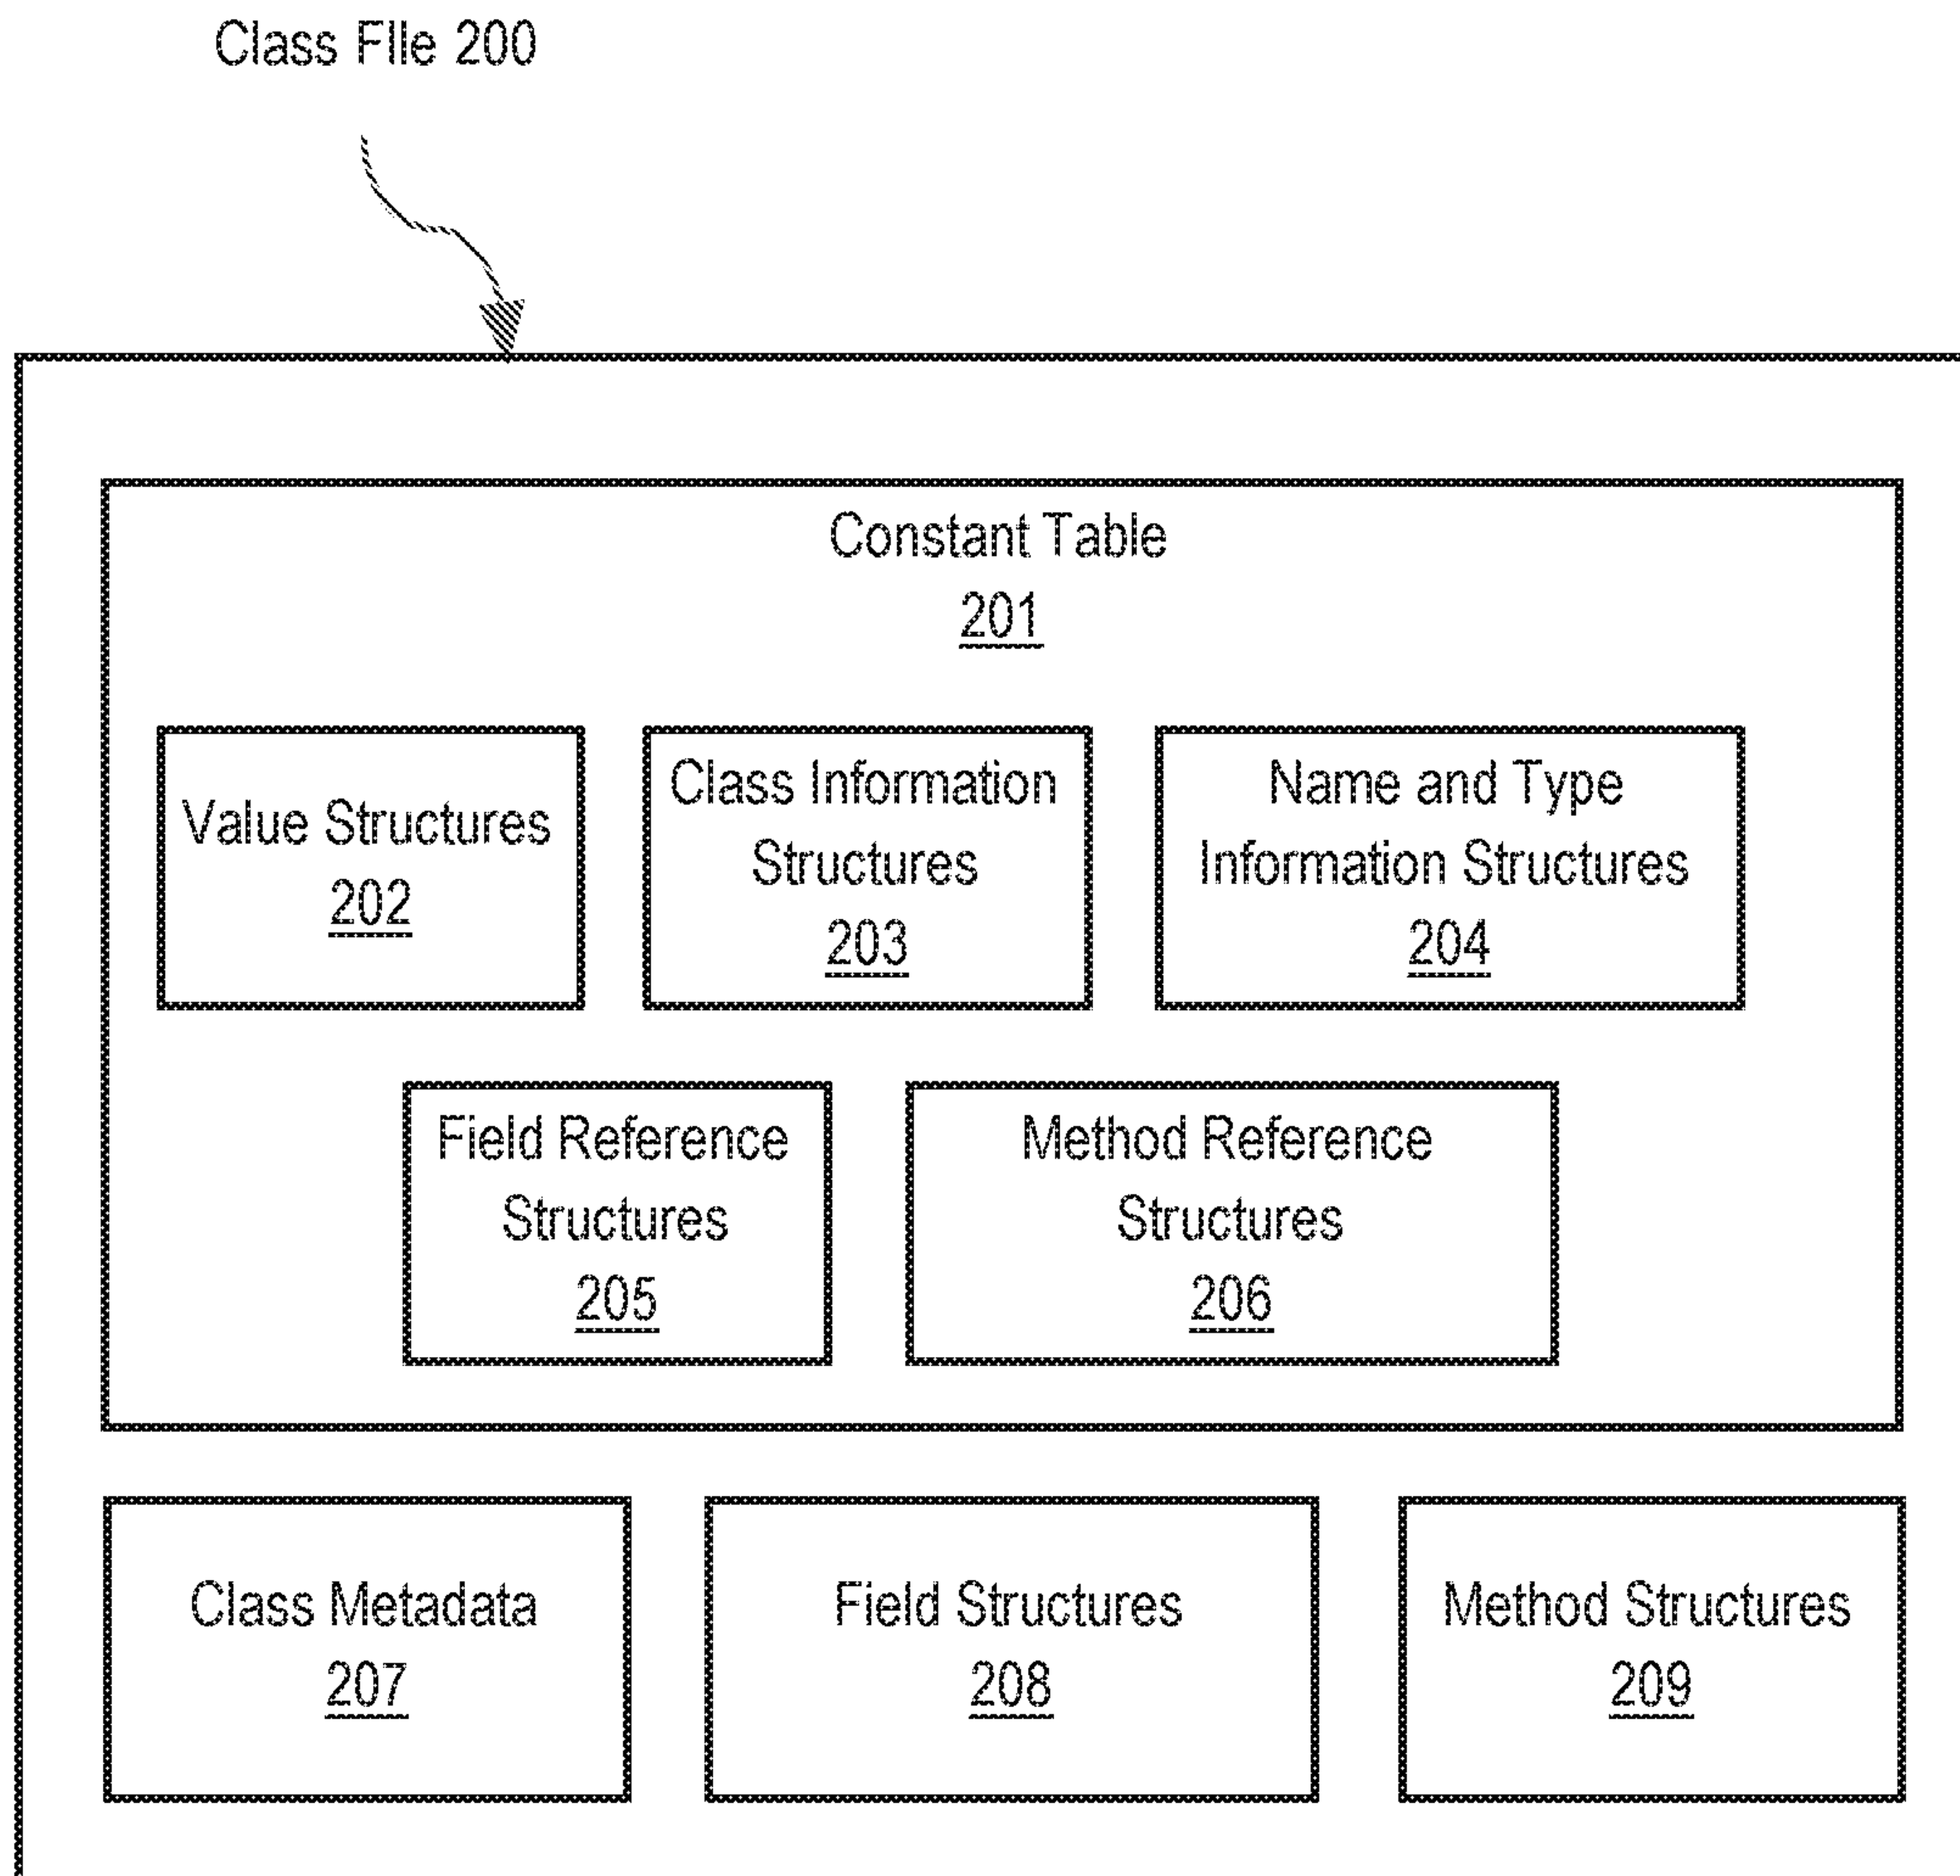 Class FIle 200
Constant Table
201
Value Structures
202
Class Information
Structures
203
Name and Type
Information Structures
204
Field Reference
Structures
205
Method Reference
Structures
206
Class Metadata
207
Field Structures
208
Method Structures
209